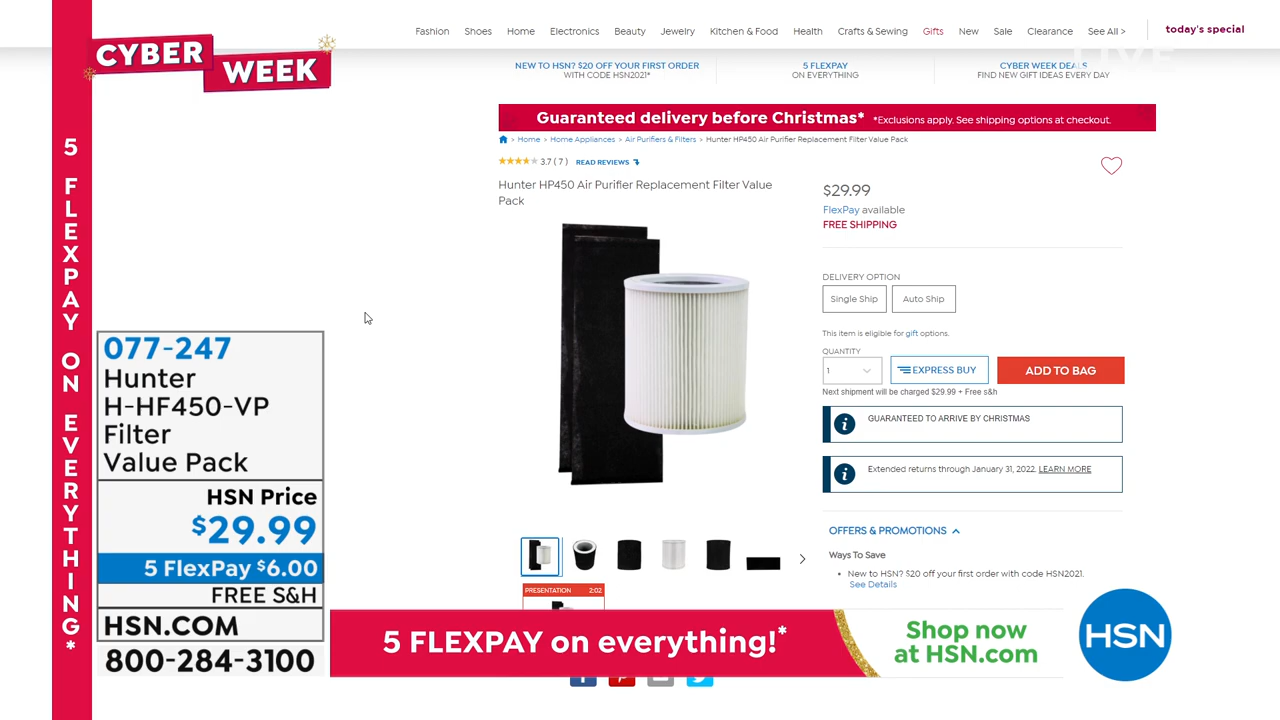 CYBER
WEEK
5 FLEXPAY ON EVERYTHING*
Fashion Shoes Home Electronics Beauty Jewelry Kitchen & Food Health Crafts & Sewing Gifts New Sale Clearance See All > today's special
LIVE
NEW TO HSN? $20 OFF YOUR FIRST ORDER
WITH CODE HSN2021*
5 FLEXPAY
ON EVERYTHING
CYBER WEEK DEALS
FIND NEW GIFT IDEAS EVERY DAY
Guaranteed delivery before Christmas* *Exclusions apply. See shipping options at checkout.
> Home > Home Appliances > Air Purifiers & Filters > Hunter HP450 Air Purifier Replacement Filter Value Pack
3.7 ( 7 ) READ REVIEWS
Hunter HP450 Air Purifier Replacement Filter Value
Pack
$29.99
FlexPay available
FREE SHIPPING
DELIVERY OPTION
Single Ship Auto Ship
This item is eligible for gift options.
QUANTITY
1 EXPRESS BUY ADD TO BAG
Next shipment will be charged $29.99 + Free s&h
i GUARANTEED TO ARRIVE BY CHRISTMAS
i Extended returns through January 31, 2022. LEARN MORE
OFFERS & PROMOTIONS
Ways To Save
• New to HSN? $20 off your first order with code HSN2021.
See Details
PRESENTATION 2:02
077-247
Hunter
H-HF450-VP
Filter
Value Pack
HSN Price
$29.99
5 FlexPay $6.00
FREE S&H
HSN.COM
800-284-3100
5 FLEXPAY on everything!*
Shop now
at HSN.com
HSN